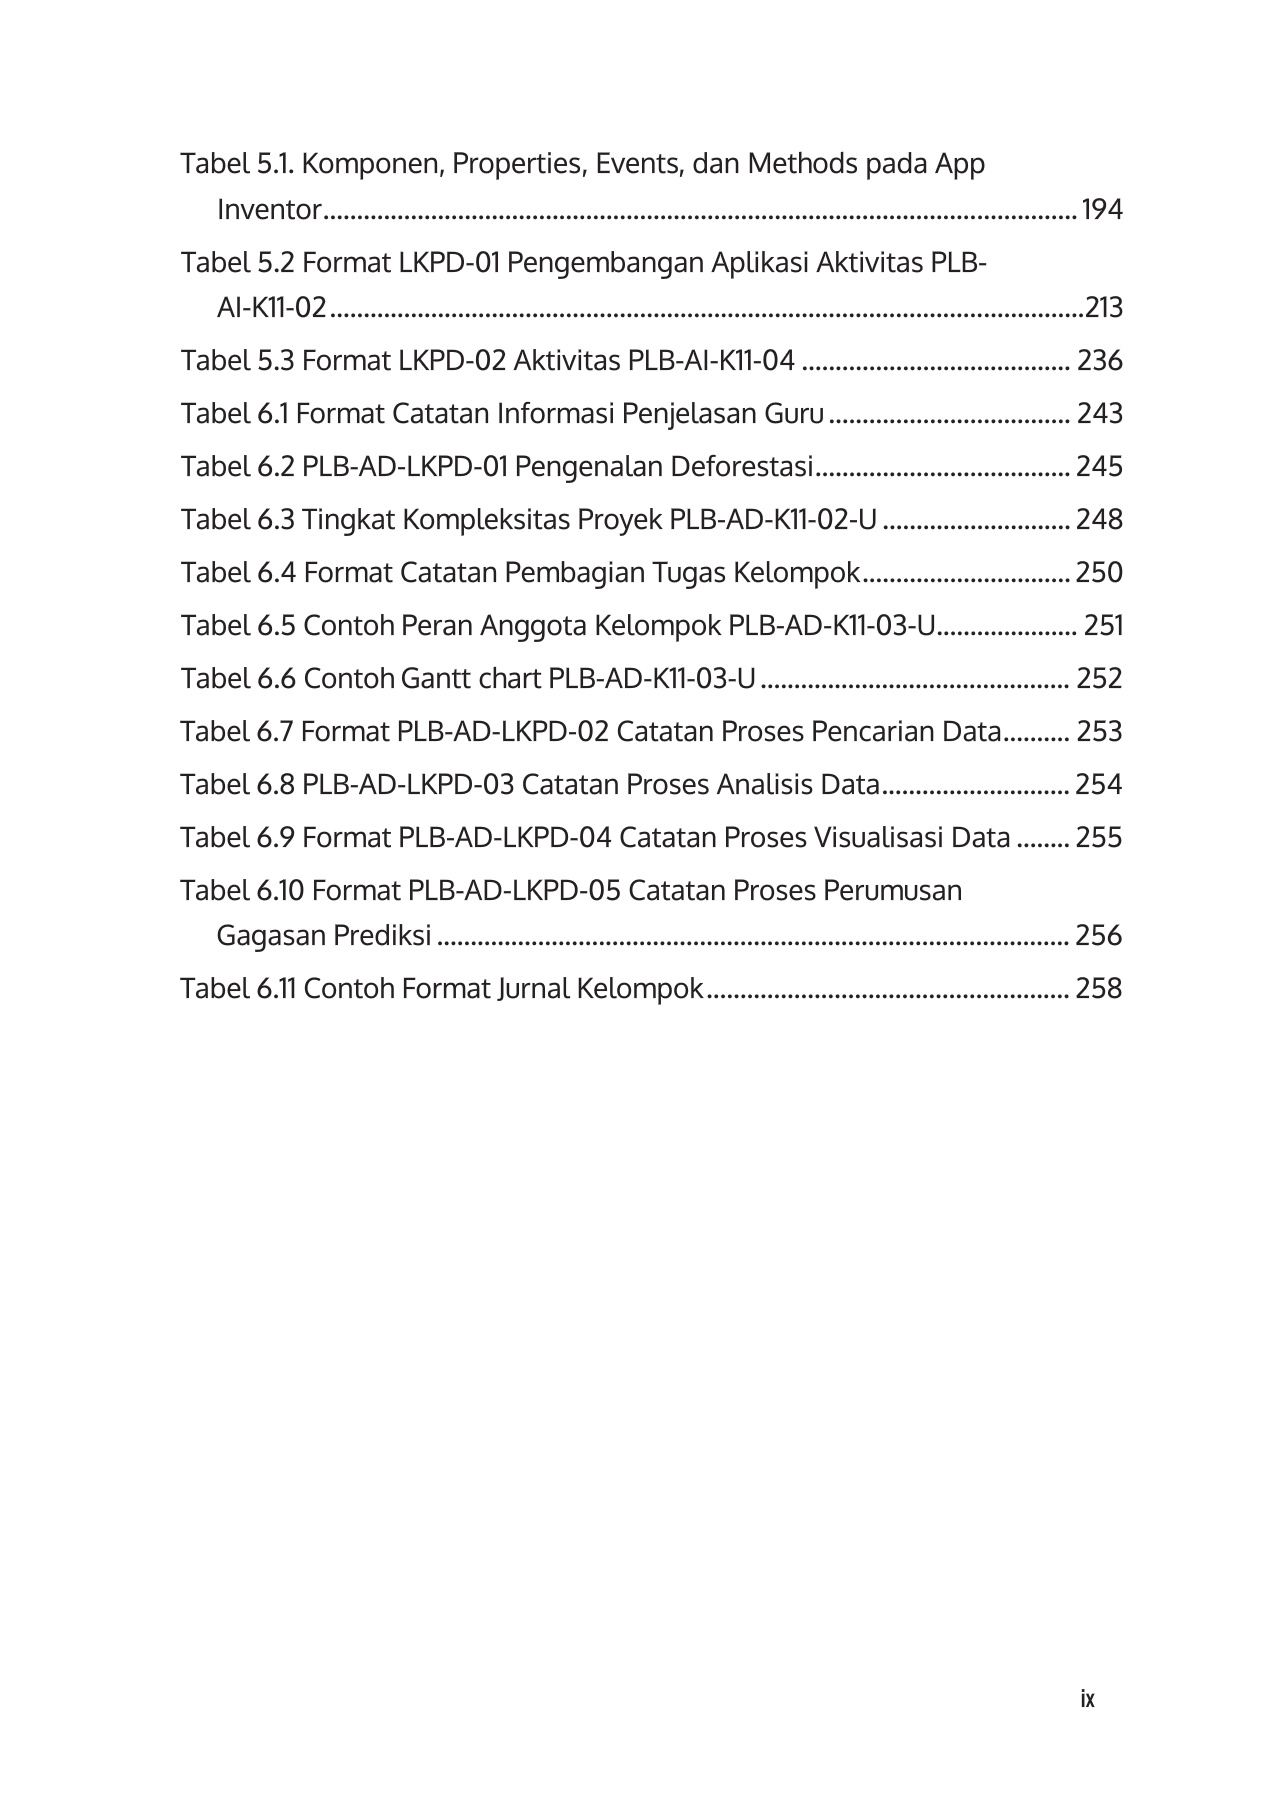 Tabel 5.1. Komponen, Properties, Events, dan Methods pada App
Inventor................................................................................................................ 194
Tabel 5.2 Format LKPD-01 Pengembangan Aplikasi Aktivitas PLB-
AI-K11-02................................................................................................................213
Tabel 5.3 Format LKPD-02 Aktivitas PLB-AI-K11-04 ........................................ 236
Tabel 6.1 Format Catatan Informasi Penjelasan Guru.................................... 243
Tabel 6.2 PLB-AD-LKPD-01 Pengenalan Deforestasi...................................... 245
Tabel 6.3 Tingkat Kompleksitas Proyek PLB-AD-K11-02-U ............................ 248
Tabel 6.4 Format Catatan Pembagian Tugas Kelompok............................... 250
Tabel 6.5 Contoh Peran Anggota Kelompok PLB-AD-K11-03-U..................... 251
Tabel 6.6 Contoh Gantt chart PLB-AD-K11-03-U.............................................. 252
Tabel 6.7 Format PLB-AD-LKPD-02 Catatan Proses Pencarian Data.......... 253
Tabel 6.8 PLB-AD-LKPD-03 Catatan Proses Analisis Data............................ 254
Tabel 6.9 Format PLB-AD-LKPD-04 Catatan Proses Visualisasi Data ........ 255
Tabel 6.10 Format PLB-AD-LKPD-05 Catatan Proses Perumusan
Gagasan Prediksi .............................................................................................. 256
Tabel 6.11 Contoh Format Jurnal Kelompok...................................................... 258
ix